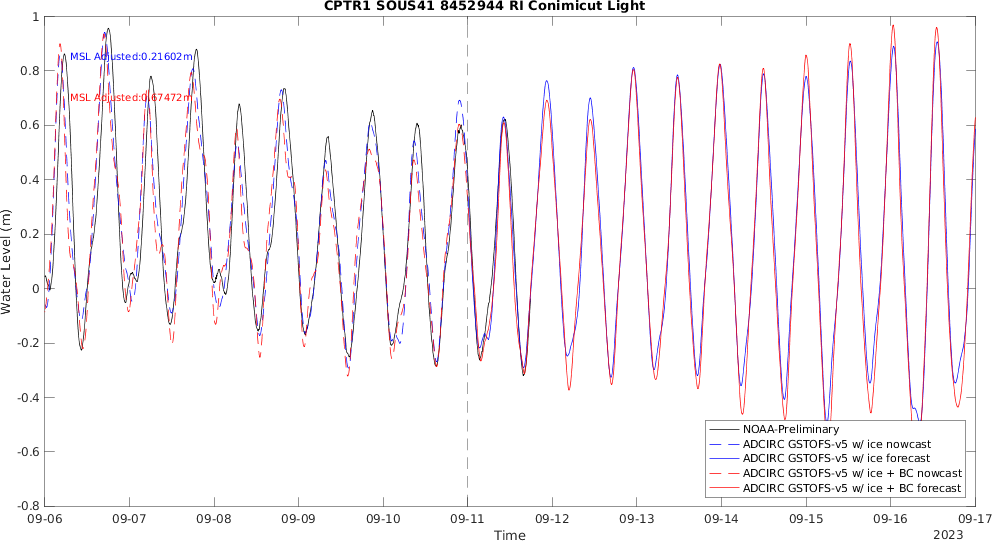 CPTR1 SOUS41 8452944 RI Conimicut Light
MSL Adjusted:0.21602m
MSL Adjusted:0.67472m
Water Level (m)
1
0.8
0.6
0.4
0.2
0
-0.2
-0.4
-0.6
-0.8
NOAA-Preliminary
ADCIRC GSTOFS-v5 w/ ice nowcast
ADCIRC GSTOFS-v5 w/ ice forecast
ADCIRC GSTOFS-v5 w/ ice + BC nowcast
ADCIRC GSTOFS-v5 w/ ice + BC forecast
09-06 09-07 09-08 09-09 09-10 09-11 09-12 09-13 09-14 09-15 09-16 09-17
Time
2023